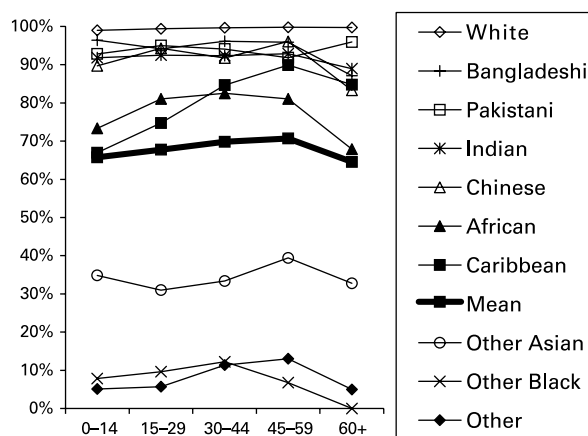 100%
90%
80%
70%
60%
50%
40%
30%
20%
10%
0%
0–14 15–29 30–44 45–59 60+
White
Bangladeshi
Pakistani
Indian
Chinese
African
Caribbean
Mean
Other Asian
Other Black
Other